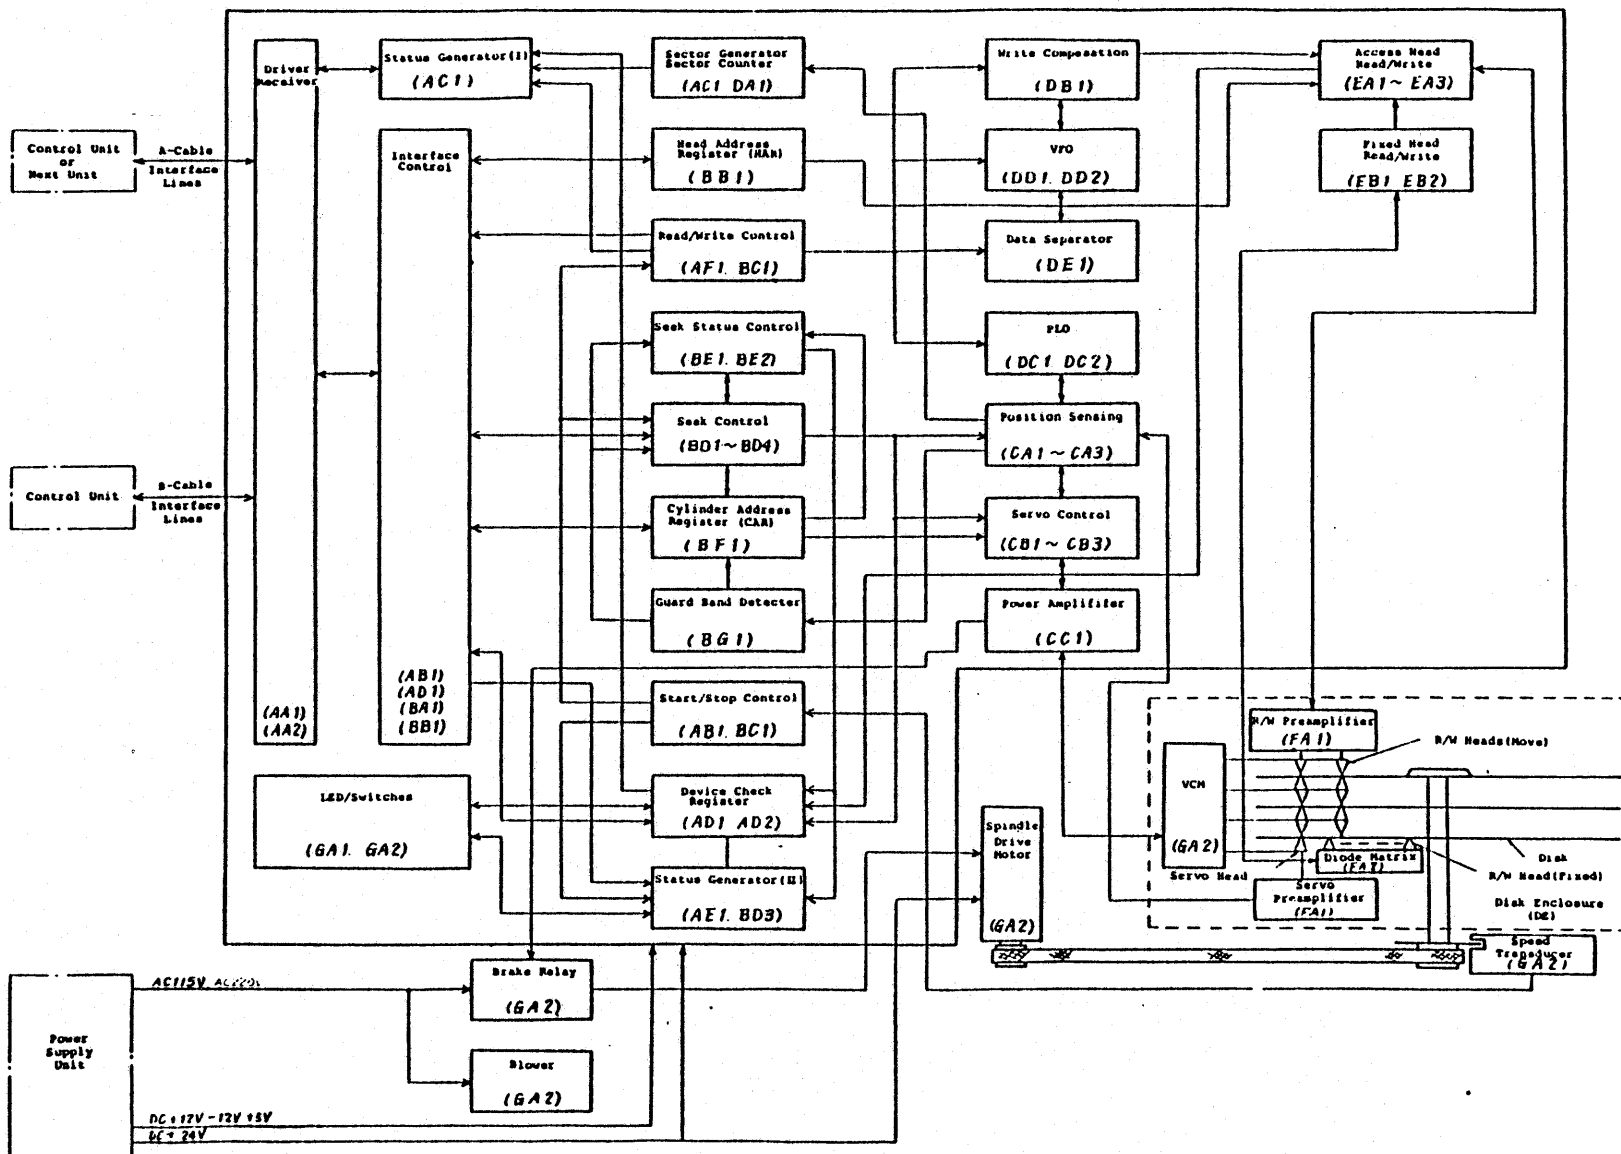 Driver
Receiver
(AA1)
(AA2)
Status Generator(I)
(AC1)
Sector Generator
Sector Counter
(AC1 DA1)
Write Compesation
(DB1)
Access Head
Read/Write
(EA1~EA3)
Control Unit
or
Next Unit
A-Cable
Interface
Lines
Interface
Control
(AB1)
(AD1)
(BA1)
(BB1)
Head Address
Register (HAR)
(BB1)
VFO
(DD1. DD2)
Fixed Head
Read/Write
(EB1. EB2)
Read/Write Control
(AF1. BC1)
Data Separator
(DE1)
Seek Status Control
(BE1. BE2)
PLO
(DC1. DC2)
Seek Control
(BD1~BD4)
Position Sensing
(CA1~CA3)
Control Unit
B-Cable
Interface
Lines
Cylinder Address
Register (CAR)
(BF1)
Servo Control
(CB1~CB3)
Guard Band Detecter
(BG1)
Power Amplififer
(CC1)
Start/Stop Control
(AB1. BC1)
R/W Preamplifier
(FA1)
R/W Heads(Move)
VCM
(GA2)
LED/Switches
(GA1. GA2)
Device Check
Register
(AD1 AD2)
Spindle
Drive
Motor
(GA2)
Servo Head
Diode Matrix
Disk
R/W Head(Fixed)
Status Generator(II)
(AE1. BD3)
Servo
Preamplifier
(FA1)
Disk Enclosure
(DE)
Speed
Transducer
(GA2)
Brake Relay
(GA2)
AC115V AC220V
Power
Supply
Unit
Blower
(GA2)
DC+12V-12V+5V
DC+24V